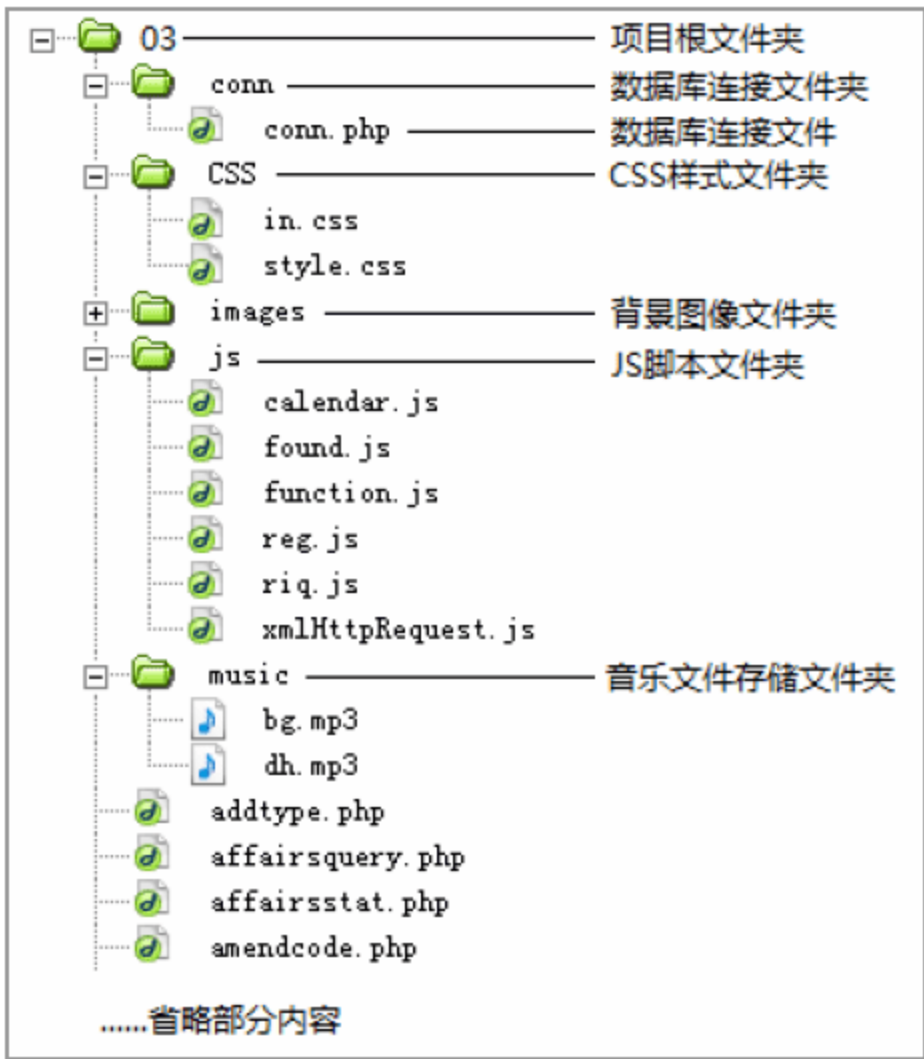 03 项目根文件夹
conn 数据库连接文件夹
conn.php 数据库连接文件
CSS CSS样式文件夹
in.css
style.css
images 背景图像文件夹
js JS脚本文件夹
calendar.js
found.js
function.js
reg.js
riq.js
xmlHttpRequest.js
music 音乐文件存储文件夹
bg.mp3
dh.mp3
addtype.php
affairsquery.php
affairsstat.php
amendcode.php
......省略部分内容